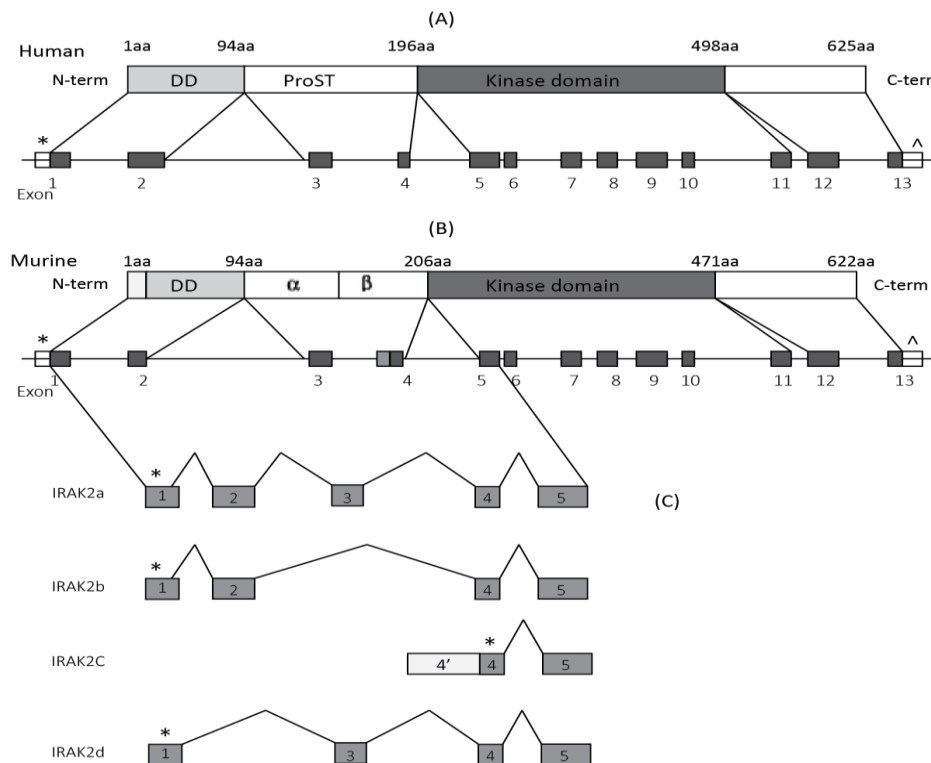 (A)
Human
1aa 94aa 196aa 498aa 625aa
N-term DD ProST Kinase domain C-term
* ^
1 2 3 4 5 6 7 8 9 10 11 12 13
Exon
(B)
Murine
1aa 94aa 206aa 471aa 622aa
N-term DD α β Kinase domain C-term
* ^
1 2 3 4 5 6 7 8 9 10 11 12 13
Exon
*
IRAK2a 1 2 3 4 5 (C)
*
IRAK2b 1 2 4 5
*
IRAK2C 4' 4 5
*
IRAK2d 1 3 4 5